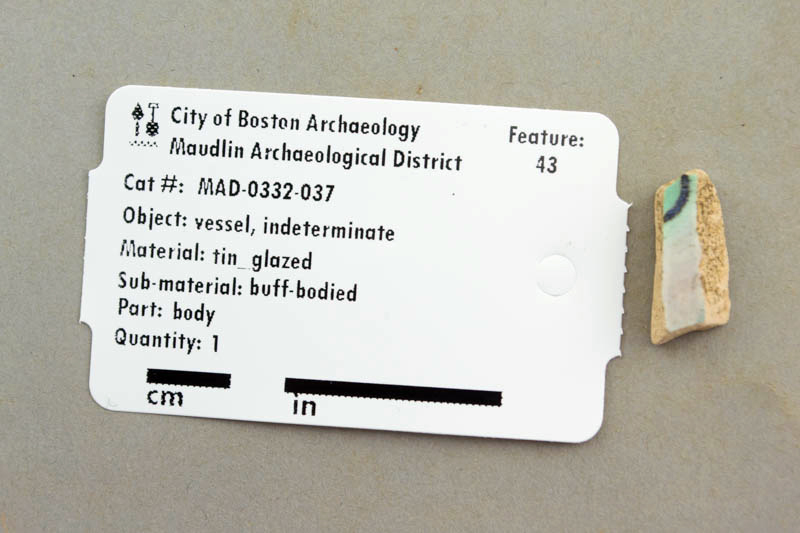 City of Boston Archaeology
Maudlin Archaeological District
Feature:
43
Cat #: MAD-0332-037
Object: vessel, indeterminate
Material: tin_glazed
Sub-material: buff-bodied
Part: body
Quantity: 1
cm
in